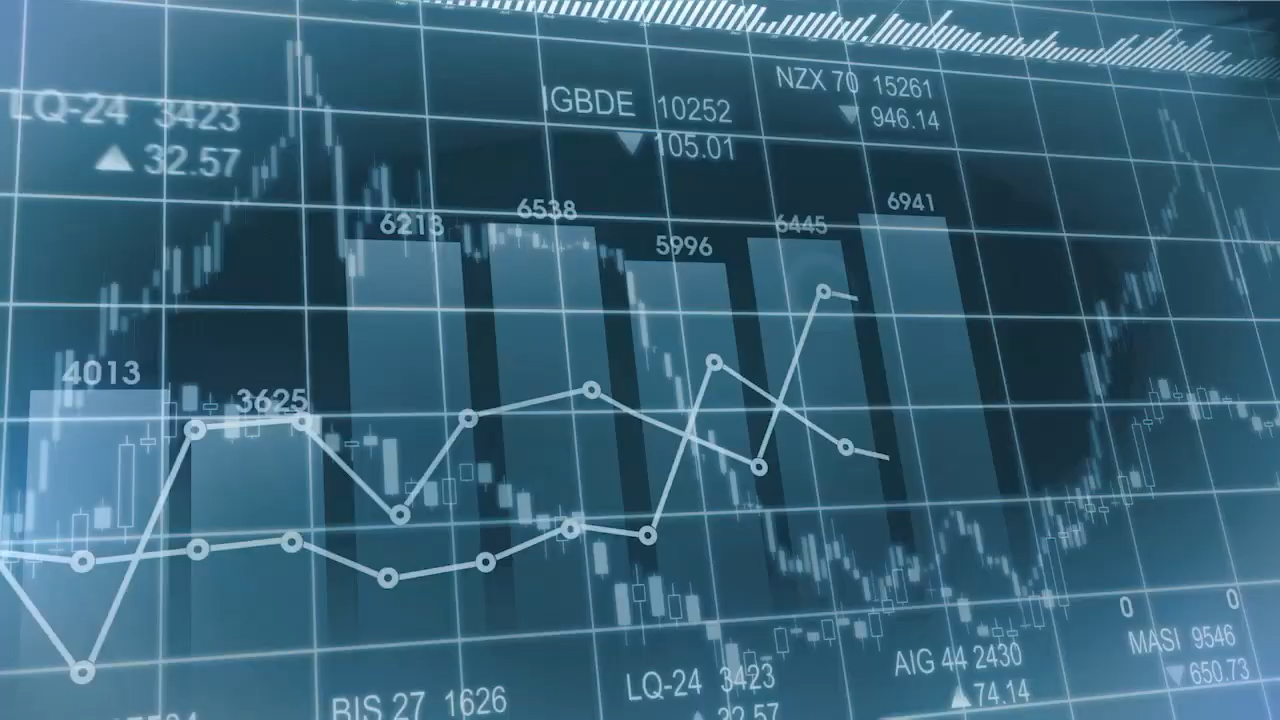 NZX 70 15261
▼ 946.14
LQ-24 3423
▲ 32.57
IGBDE 10252
▼ 105.01
6941
6213
6538
6445
5996
4013
3625
0 0
MASI 9546
▼ 650.73
AIG 44 2430
▲ 74.14
LQ-24 3423
32.57
BIS 27 1626